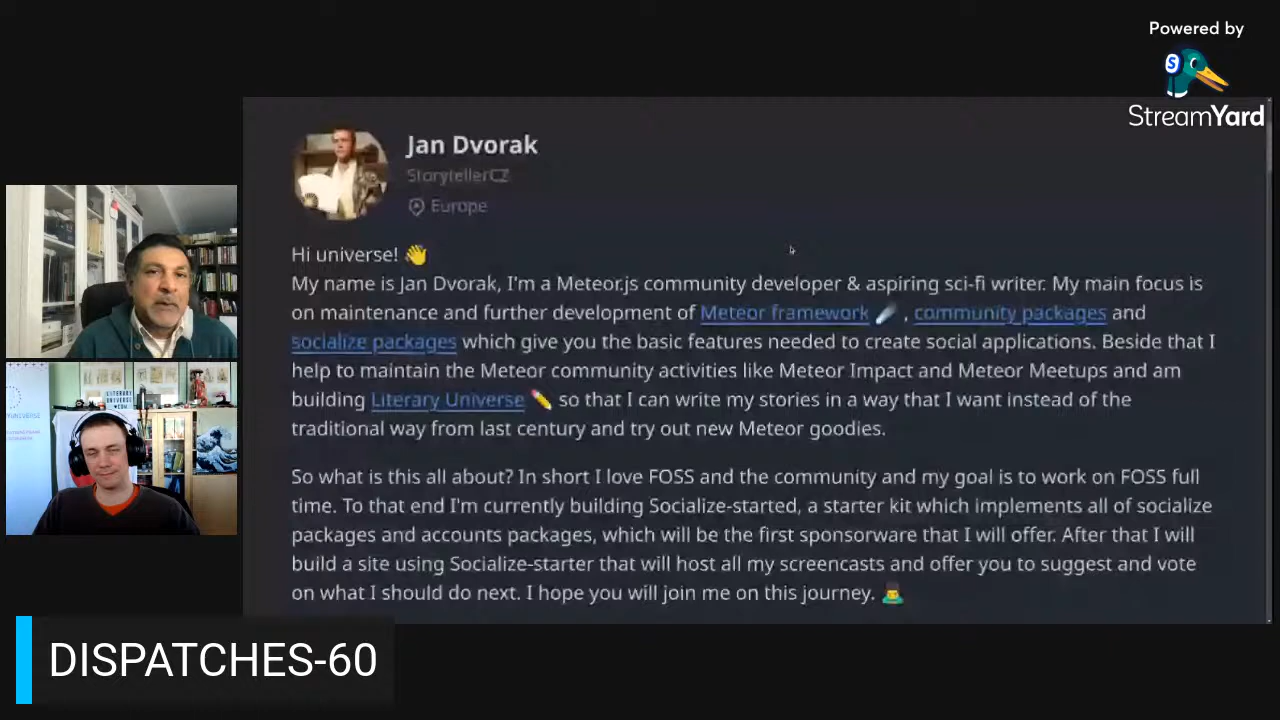 Powered by
StreamYard
Jan Dvorak
StorytellerCZ
Europe
Hi universe! 👋
My name is Jan Dvorak, I'm a Meteor.js community developer & aspiring sci-fi writer. My main focus is
on maintenance and further development of Meteor framework ☄️ , community packages and
socialize packages which give you the basic features needed to create social applications. Beside that I
help to maintain the Meteor community activities like Meteor Impact and Meteor Meetups and am
building Literary Universe ✏️ so that I can write my stories in a way that I want instead of the
traditional way from last century and try out new Meteor goodies.
So what is this all about? In short I love FOSS and the community and my goal is to work on FOSS full
time. To that end I'm currently building Socialize-started, a starter kit which implements all of socialize
packages and accounts packages, which will be the first sponsorware that I will offer. After that I will
build a site using Socialize-starter that will host all my screencasts and offer you to suggest and vote
on what I should do next. I hope you will join me on this journey. 🙇‍♂️
DISPATCHES-60